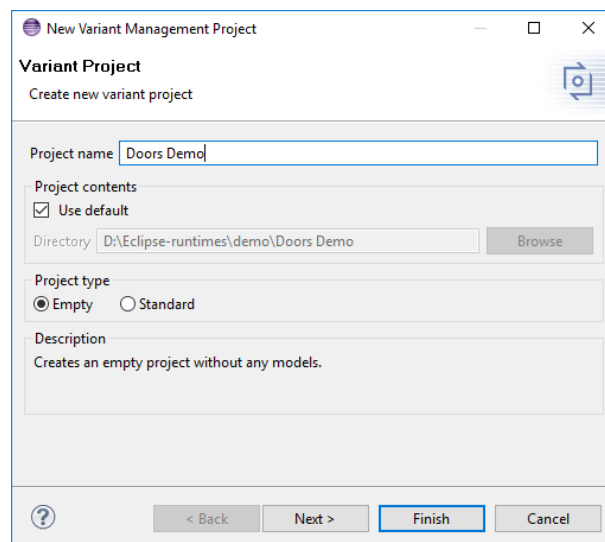 New Variant Management Project
Variant Project
Create new variant project
Project name Doors Demo
Project contents
Use default
Directory D:\Eclipse-runtimes\demo\Doors Demo Browse
Project type
Empty Standard
Description
Creates an empty project without any models.
? < Back Next > Finish Cancel